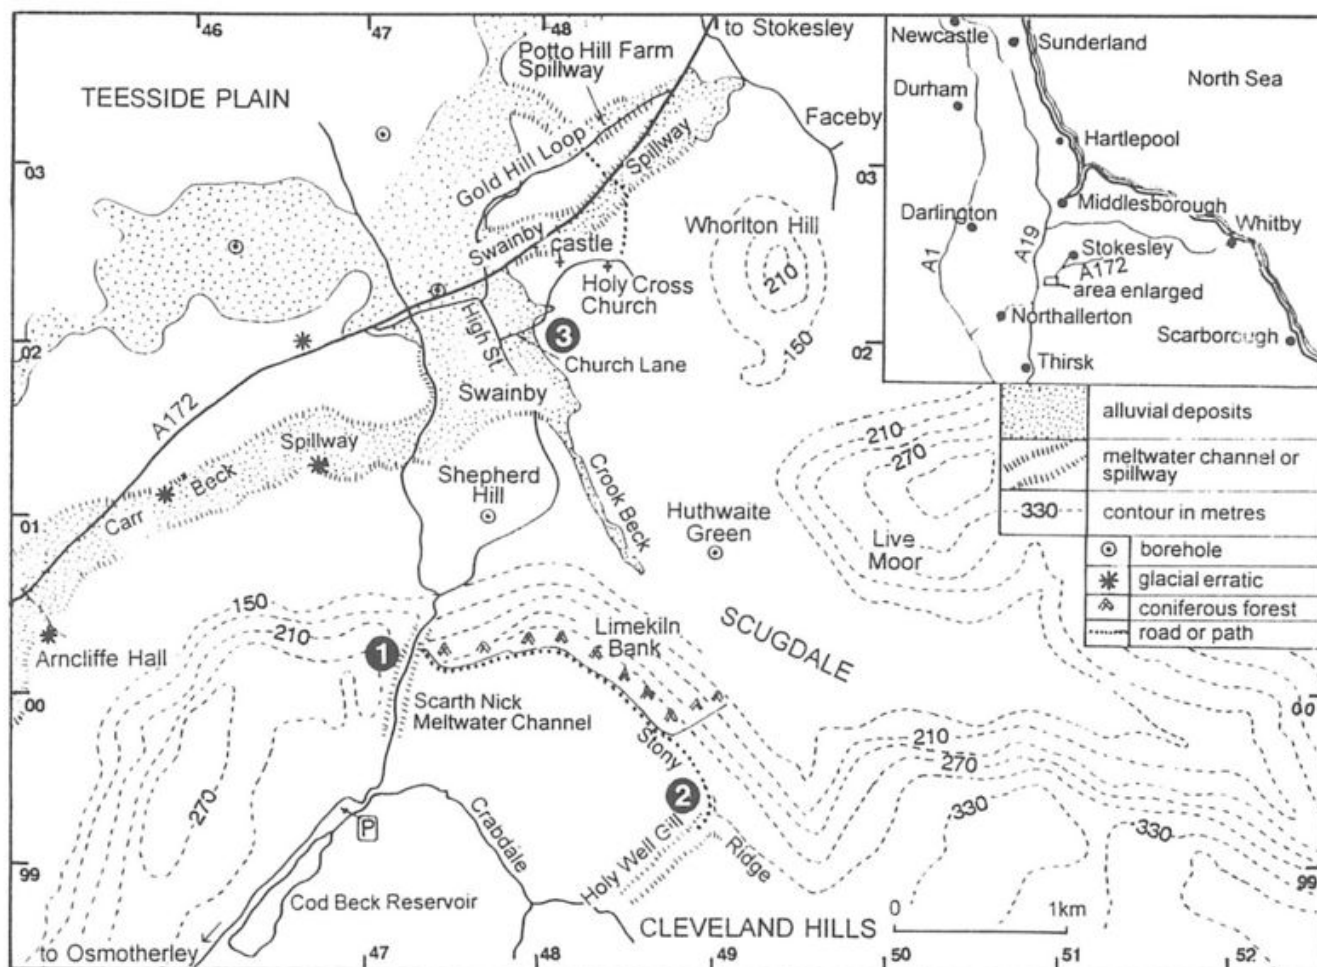 46
47
48
to Stokesley
Potto Hill Farm
Spillway
TEESSIDE PLAIN
Faceby
03
Gold Hill Loop
Spillway
03
Whorlton Hill
Swainby
castle
210
Holy Cross
Church
150
02
High St.
3
Church Lane
02
A172
Swainby
Spillway
Shepherd
Hill
Crook Beck
Carr Beck
01
Huthwaite
Green
210
270
Live
Moor
150
210
Arncliffe Hall
1
Limekiln
Bank
SCUGDALE
00
Scarth Nick
Meltwater Channel
00
Stony
210
270
270
2
330
330
P
Crabdale
Holy Well Gill
Ridge
99
99
Cod Beck Reservoir
0
1km
CLEVELAND HILLS
to Osmotherley
47
48
49
50
51
52
Newcastle
Sunderland
North Sea
Durham
Hartlepool
Middlesborough
Darlington
Whitby
A1
A19
Stokesley
A172
area enlarged
Northallerton
Scarborough
Thirsk
alluvial deposits
meltwater channel or
spillway
330
contour in metres
borehole
glacial erratic
coniferous forest
road or path